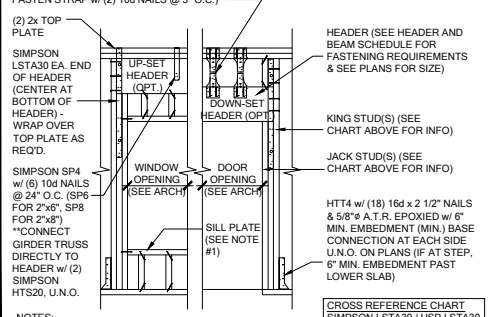 FASTEN STRAP w/ (2) 10d NAILS @ 3" O.C.)
(2) 2x TOP
PLATE
SIMPSON
LSTA30 EA. END
OF HEADER
(CENTER AT
BOTTOM OF
HEADER) -
WRAP OVER
TOP PLATE AS
REQ'D.
SIMPSON SP4
w/ (6) 10d NAILS
@ 24" O.C. (SP6
FOR 2"x6", SP8
FOR 2"x8")
**CONNECT
GIRDER TRUSS
DIRECTLY TO
HEADER w/ (2)
SIMPSON
HTS20, U.N.O.
NOTES:
UP-SET
HEADER
(OPT.)
DOWN-SET
HEADER (OPT.)
WINDOW
OPENING
(SEE ARCH)
DOOR
OPENING
(SEE ARCH)
SILL PLATE
(SEE NOTE
#1)
HEADER (SEE HEADER AND
BEAM SCHEDULE FOR
FASTENING REQUIREMENTS
& SEE PLANS FOR SIZE)
KING STUD(S) (SEE
CHART ABOVE FOR INFO)
JACK STUD(S) (SEE
CHART ABOVE FOR INFO)
HTT4 w/ (18) 16d x 2 1/2" NAILS
& 5/8"ø A.T.R. EPOXIED w/ 6"
MIN. EMBEDMENT (MIN.) BASE
CONNECTION AT EACH SIDE
U.N.O. ON PLANS (IF AT STEP,
6" MIN. EMBEDMENT PAST
LOWER SLAB)
CROSS REFERENCE CHART
SIMPSON LSTA30 / USP LSTA30